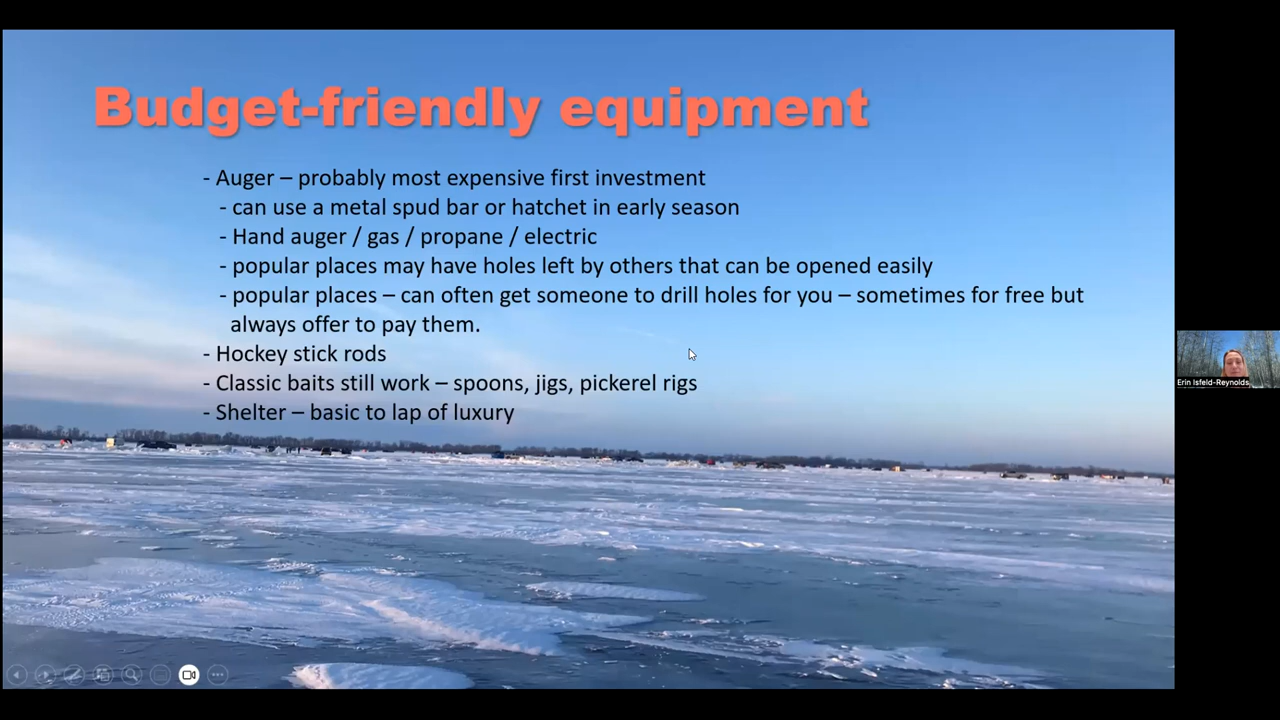 Budget-friendly equipment
- Auger – probably most expensive first investment
- can use a metal spud bar or hatchet in early season
- Hand auger / gas / propane / electric
- popular places may have holes left by others that can be opened easily
- popular places – can often get someone to drill holes for you – sometimes for free but
always offer to pay them.
- Hockey stick rods
- Classic baits still work – spoons, jigs, pickerel rigs
- Shelter – basic to lap of luxury
Erin Isfeld-Reynolds